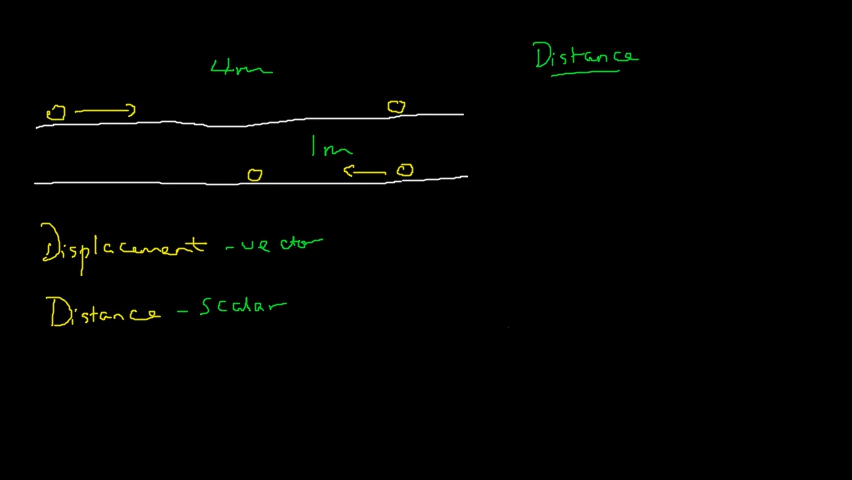 4m
Distance
1m
Displacement - vector
Distance - scalar